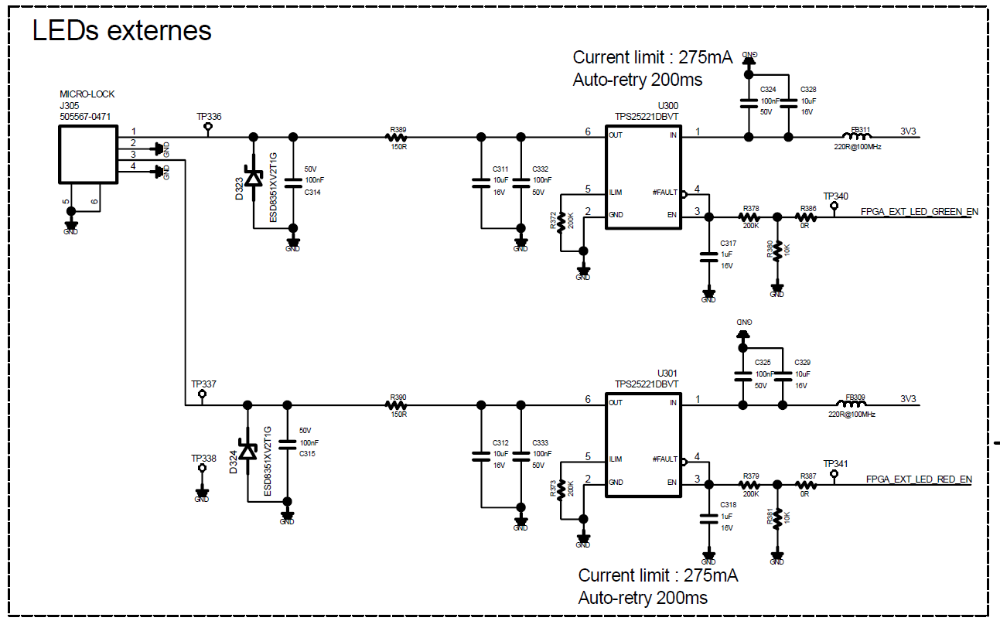 LEDs externes
Current limit : 275mA
Auto-retry 200ms
MICRO-LOCK
J305
505567-0471
1
2
3
4
5
6
GND
GND
GND
TP336
D323
ESD8351XV2T1G
50V
100nF
C314
GND
R389
150R
C311
10uF
16V
C332
100nF
50V
GND
U300
TPS25221DBVT
6
OUT
IN
1
5
ILIM
#FAULT
4
2
GND
EN
3
R372
200K
GND
GND
C324
100nF
50V
C328
10uF
16V
FB311
220R@100MHz
3V3
C317
1uF
16V
GND
R378
200K
R380
10K
GND
R386
0R
TP340
FPGA_EXT_LED_GREEN_EN
TP337
TP338
GND
D324
ESD8351XV2T1G
50V
100nF
C315
GND
R390
150R
C312
10uF
16V
C333
100nF
50V
GND
U301
TPS25221DBVT
6
OUT
IN
1
5
ILIM
#FAULT
4
2
GND
EN
3
R373
200K
GND
GND
C325
100nF
50V
C329
10uF
16V
FB309
220R@100MHz
3V3
C318
1uF
16V
GND
R379
200K
R381
10K
GND
R387
0R
TP341
FPGA_EXT_LED_RED_EN
Current limit : 275mA
Auto-retry 200ms